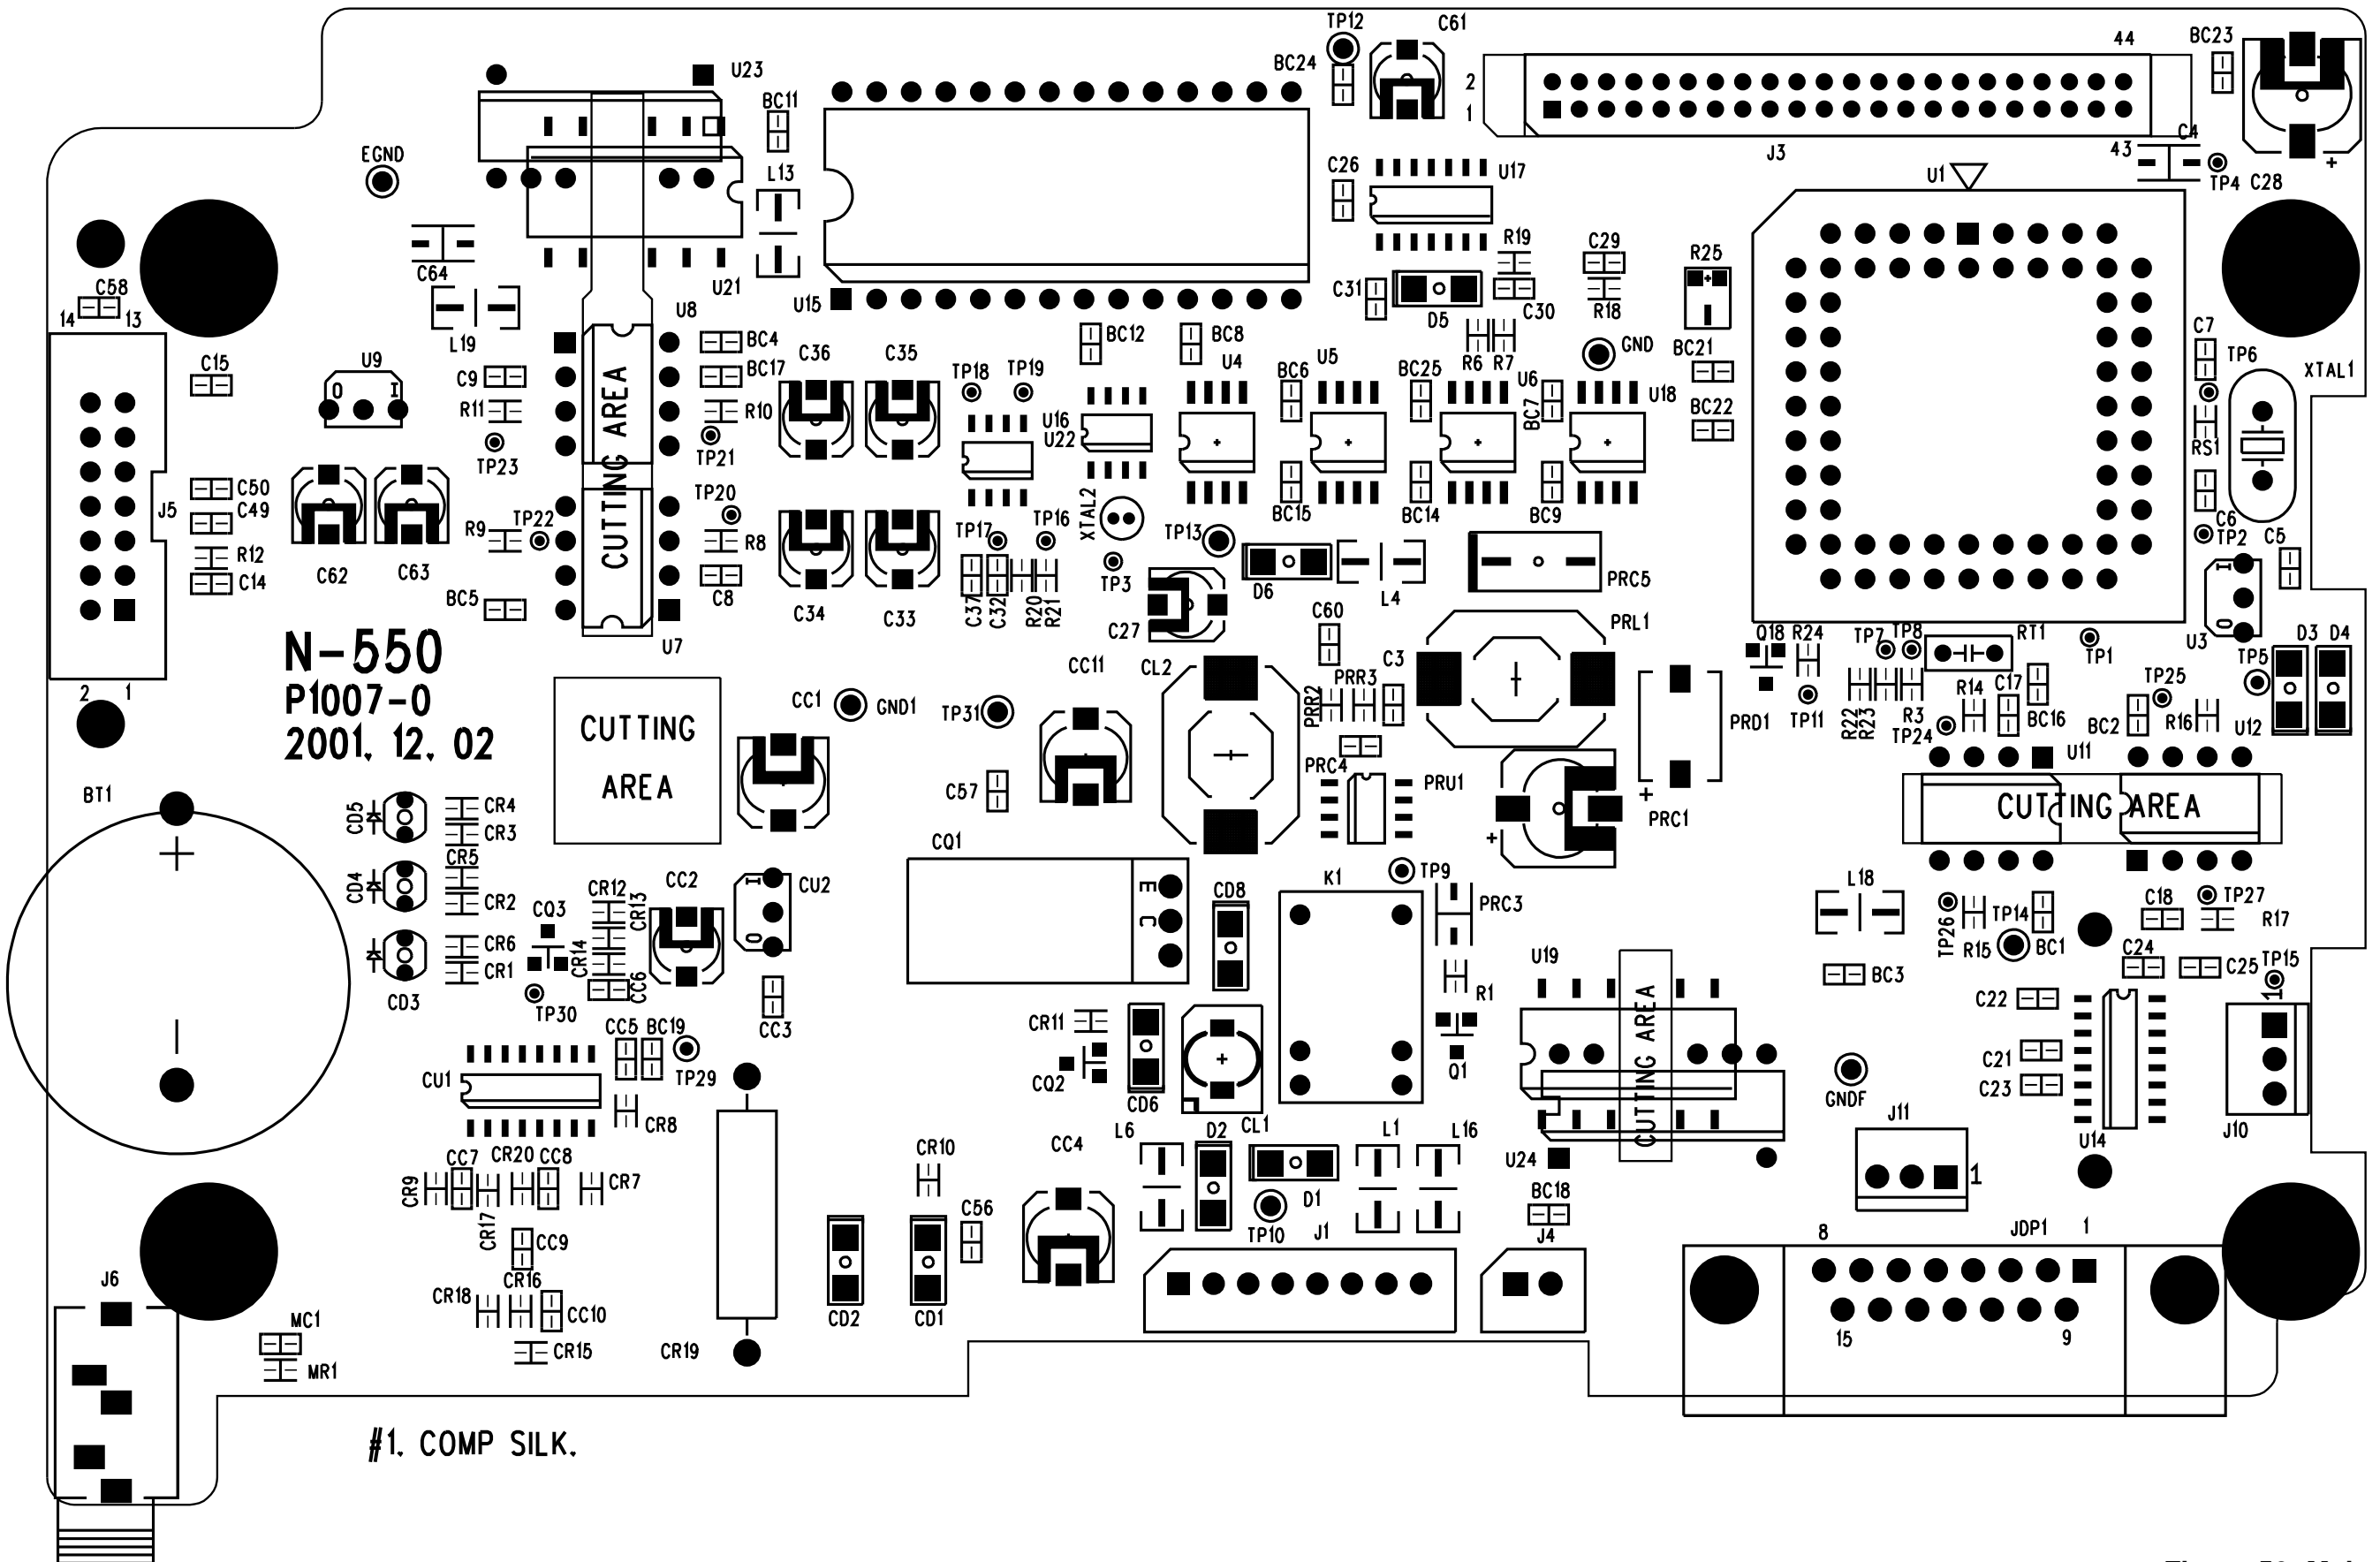 TP12
C61
44
BC23
U23
BC24
2
BC11
1
C4
EGND
43
J3
L13
C26
U17
U1
TP4
C28
+
R19
C29
R25
C64
C58
U21
C31
14
13
U15
U8
C30
D5
R18
L19
BC4
BC12
BC8
GND
C7
C15
U9
C36
C35
R6
R7
BC21
TP6
C9
BC17
TP18
TP19
U4
BC6
U5
BC25
U6
XTAL1
O
I
R11
R10
BC7
U18
BC22
CUTTING AREA
U16
U22
RS1
TP23
TP21
C50
TP20
C49
XTAL2
BC15
BC14
BC9
J5
R9
TP22
TP17
TP16
TP13
C6
TP2
C5
R12
R8
C62
C63
CUTTING AREA
TP3
C14
PRC5
I
BC5
C8
C34
C33
C37
C32
R20
R21
C27
D6
L4
C60
PRL1
O
N-550
U7
Q18
R24
TP7
TP8
RT1
TP1
U3
D3
D4
CC11
CL2
C3
TP5
2
1
P1007-0
CC1
GND1
TP31
PRR2
PRR3
TP25
TP11
R22
R23
R3
R14
C17
TP24
BC16
BC2
R16
U12
CUTTING
PRD1
2001. 12. 02
U11
AREA
BT1
C57
PRC4
PRU1
+
PRC1
+
CD5
CR4
CR3
CUTTING AREA
CQ1
CR5
CD4
CR2
CC2
I
CU2
E
CD8
K1
TP9
L18
CR12
CR13
CQ3
C
PRC3
C18
TP27
TP26
TP14
R17
CR6
CR14
O
R15
BC1
CR1
U19
C24
CD3
CC6
BC3
C25
TP15
TP30
R1
C22
1
CC3
CC5
BC19
CR11
CUTTING AREA
TP29
CQ2
Q1
C21
CU1
CD6
C23
GNDF
CR8
CL1
J11
L6
D2
L1
L16
J10
CC4
U14
CC7
CR20
CC8
CR10
U24
CR9
CR7
D1
BC18
1
CR17
C56
TP10
J1
J4
8
JDP1
1
CC9
J6
CR16
CR18
CC10
MC1
CR15
CD2
CD1
CR19
15
9
MR1
#1. COMP SILK.